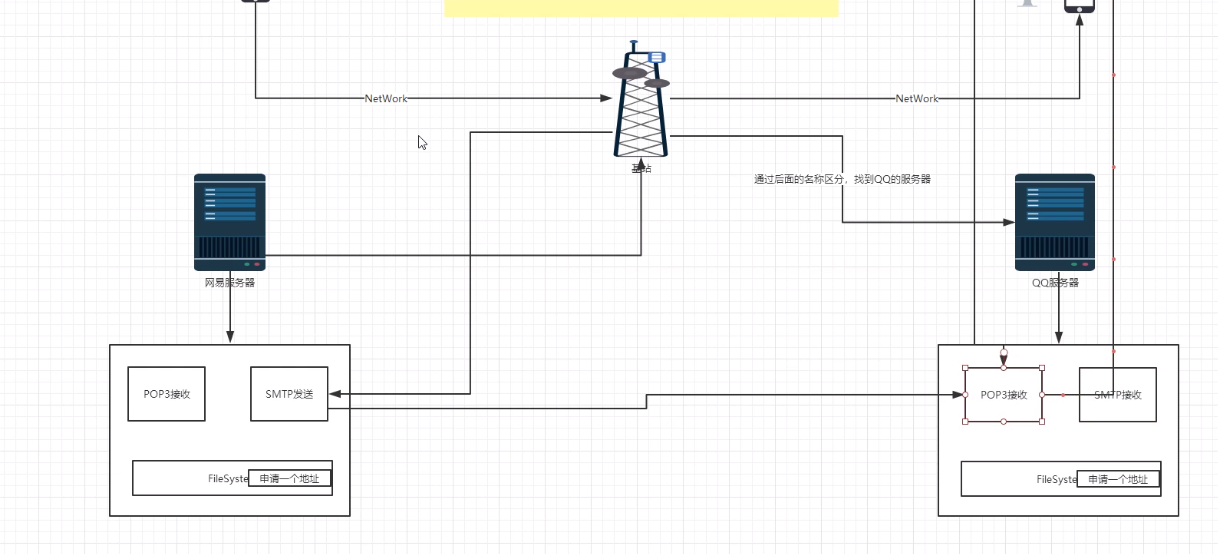 NetWork
NetWork
基站
通过后面的名称区分，找到QQ的服务器
网易服务器
QQ服务器
POP3接收
SMTP发送
POP3接收
SMTP接收
FileSyste
申请一个地址
FileSyste
申请一个地址